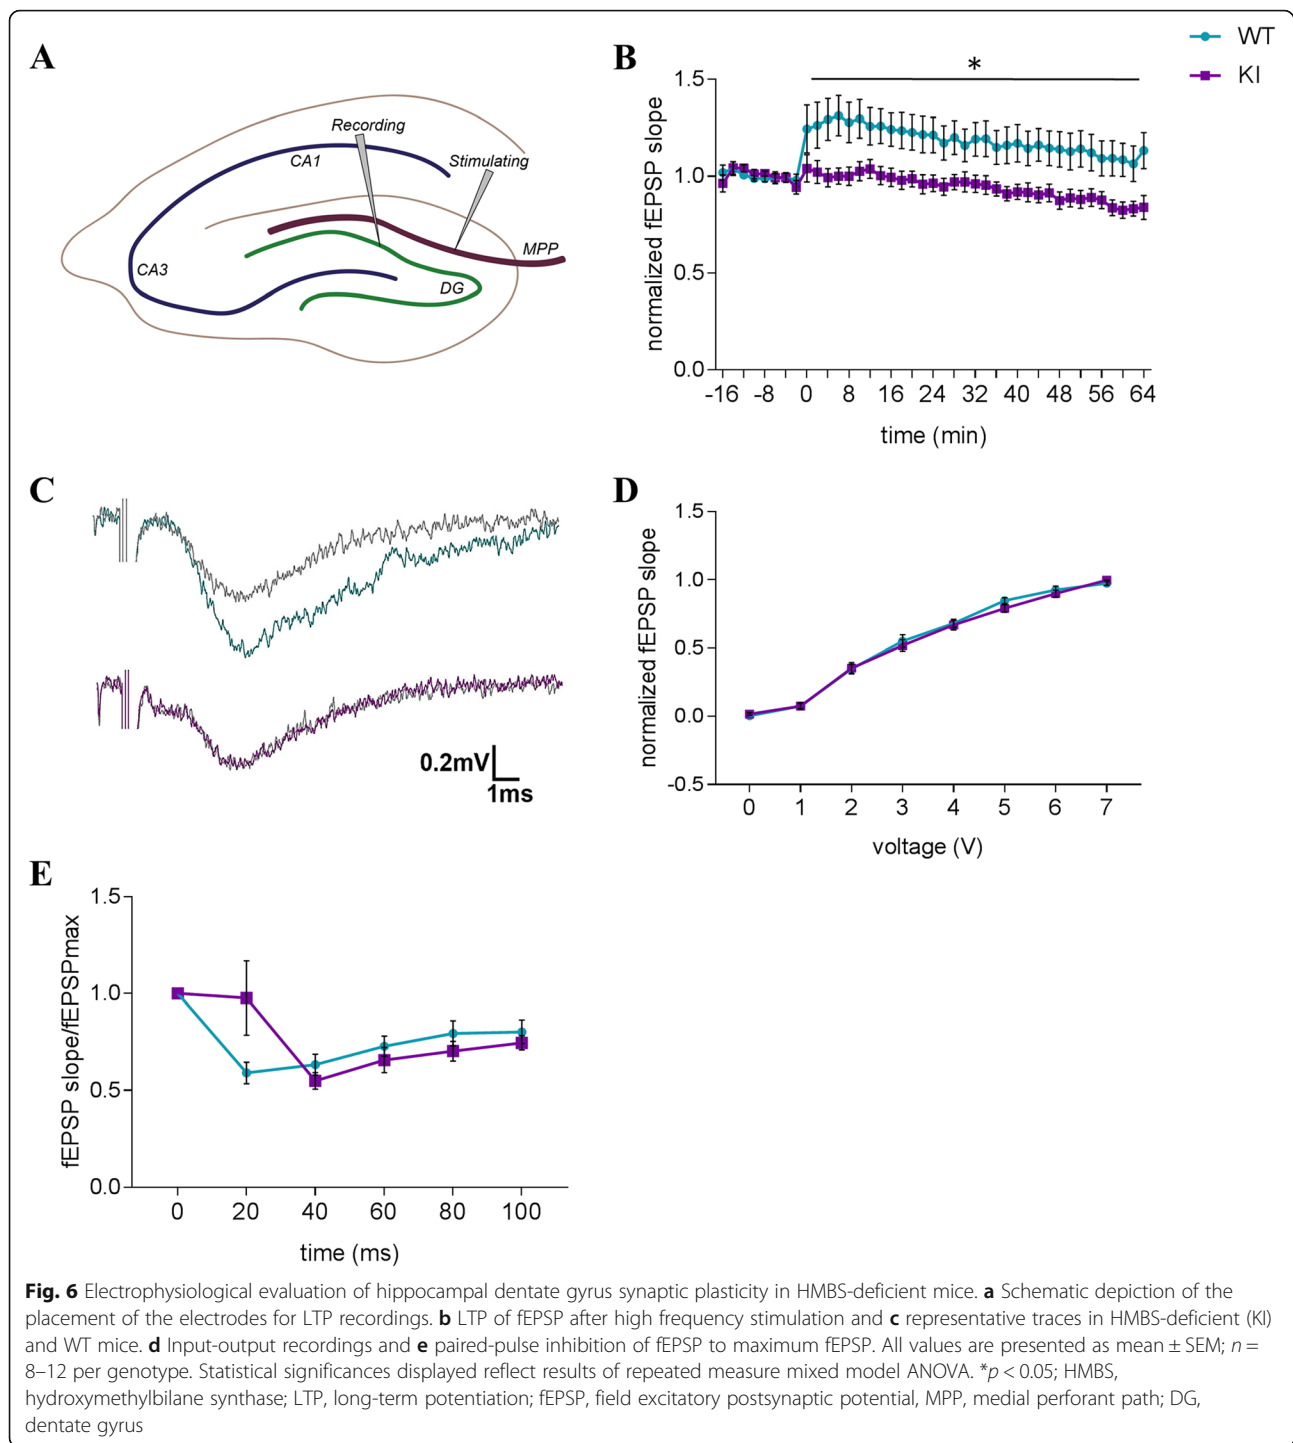 A
Recording
CA1
Stimulating
CA3
MPP
DG
B
WT
KI
*
1.5
1.0
0.5
0.0
normalized fEPSP slope
-16 -8 0 8 16 24 32 40 48 56 64
time (min)
C
0.2mV
1ms
D
1.5
1.0
0.5
0.0
-0.5
normalized fEPSP slope
0 1 2 3 4 5 6 7
voltage (V)
E
1.5
1.0
0.5
0.0
fEPSP slope/fEPSPmax
0 20 40 60 80 100
time (ms)
Fig. 6 Electrophysiological evaluation of hippocampal dentate gyrus synaptic plasticity in HMBS-deficient mice. a Schematic depiction of the
placement of the electrodes for LTP recordings. b LTP of fEPSP after high frequency stimulation and c representative traces in HMBS-deficient (KI)
and WT mice. d Input-output recordings and e paired-pulse inhibition of fEPSP to maximum fEPSP. All values are presented as mean ± SEM; n =
8–12 per genotype. Statistical significances displayed reflect results of repeated measure mixed model ANOVA. *p < 0.05; HMBS,
hydroxymethylbilane synthase; LTP, long-term potentiation; fEPSP, field excitatory postsynaptic potential, MPP, medial perforant path; DG,
dentate gyrus